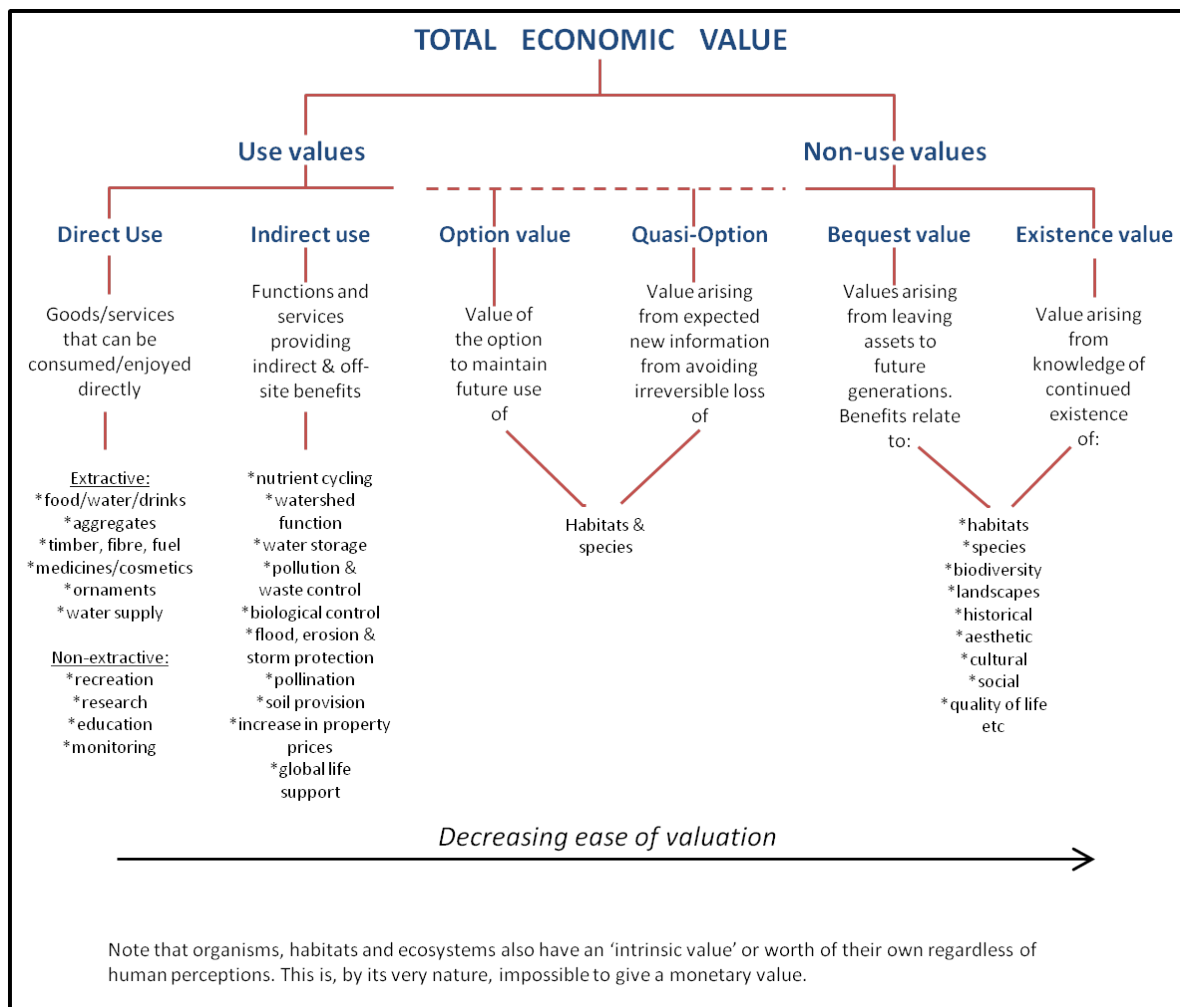 TOTAL ECONOMIC VALUE
Use values
Non-use values
Direct Use
Indirect use
Option value
Quasi-Option
Bequest value
Existence value
Goods/services
that can be
consumed/enjoyed
directly
Functions and
services
providing
indirect & off-
site benefits
Value of
the option
to maintain
future use
of
Value arising
from expected
new information
from avoiding
irreversible loss
of
Values arising
from leaving
assets to
future
generations.
Benefits relate
to:
Value arising
from
knowledge of
continued
existence
of:
Extractive:
*food/water/drinks
*aggregates
*timber, fibre, fuel
*medicines/cosmetics
*ornaments
*water supply
Non-extractive:
*recreation
*research
*education
*monitoring
*nutrient cycling
*watershed
function
*water storage
*pollution &
waste control
*biological control
*flood, erosion &
storm protection
*pollination
*soil provision
*increase in property
prices
*global life
support
Habitats &
species
*habitats
*species
*biodiversity
*landscapes
*historical
*aesthetic
*cultural
*social
*quality of life
etc
Decreasing ease of valuation
Note that organisms, habitats and ecosystems also have an ‘intrinsic value’ or worth of their own regardless of
human perceptions. This is, by its very nature, impossible to give a monetary value.